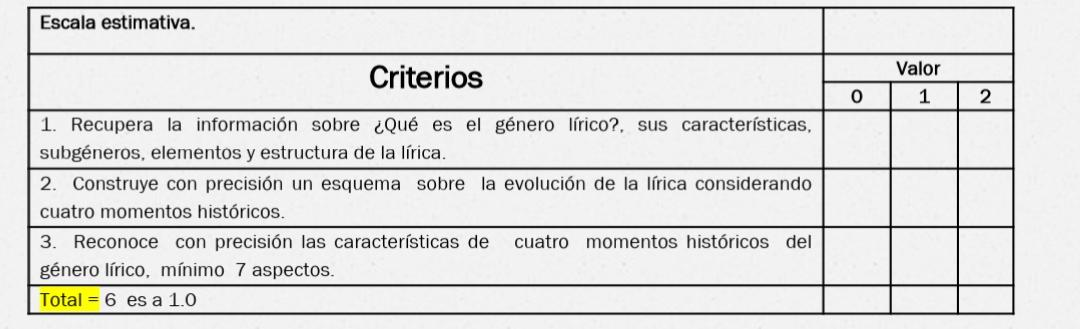 Escala estimativa.
Criterios
Valor
0 1 2
1. Recupera la información sobre ¿Qué es el género lírico?, sus características,
subgéneros, elementos y estructura de la lírica.
2. Construye con precisión un esquema sobre la evolución de la lírica considerando
cuatro momentos históricos.
3. Reconoce con precisión las características de cuatro momentos históricos del
género lírico, mínimo 7 aspectos.
Total = 6 es a 1.0